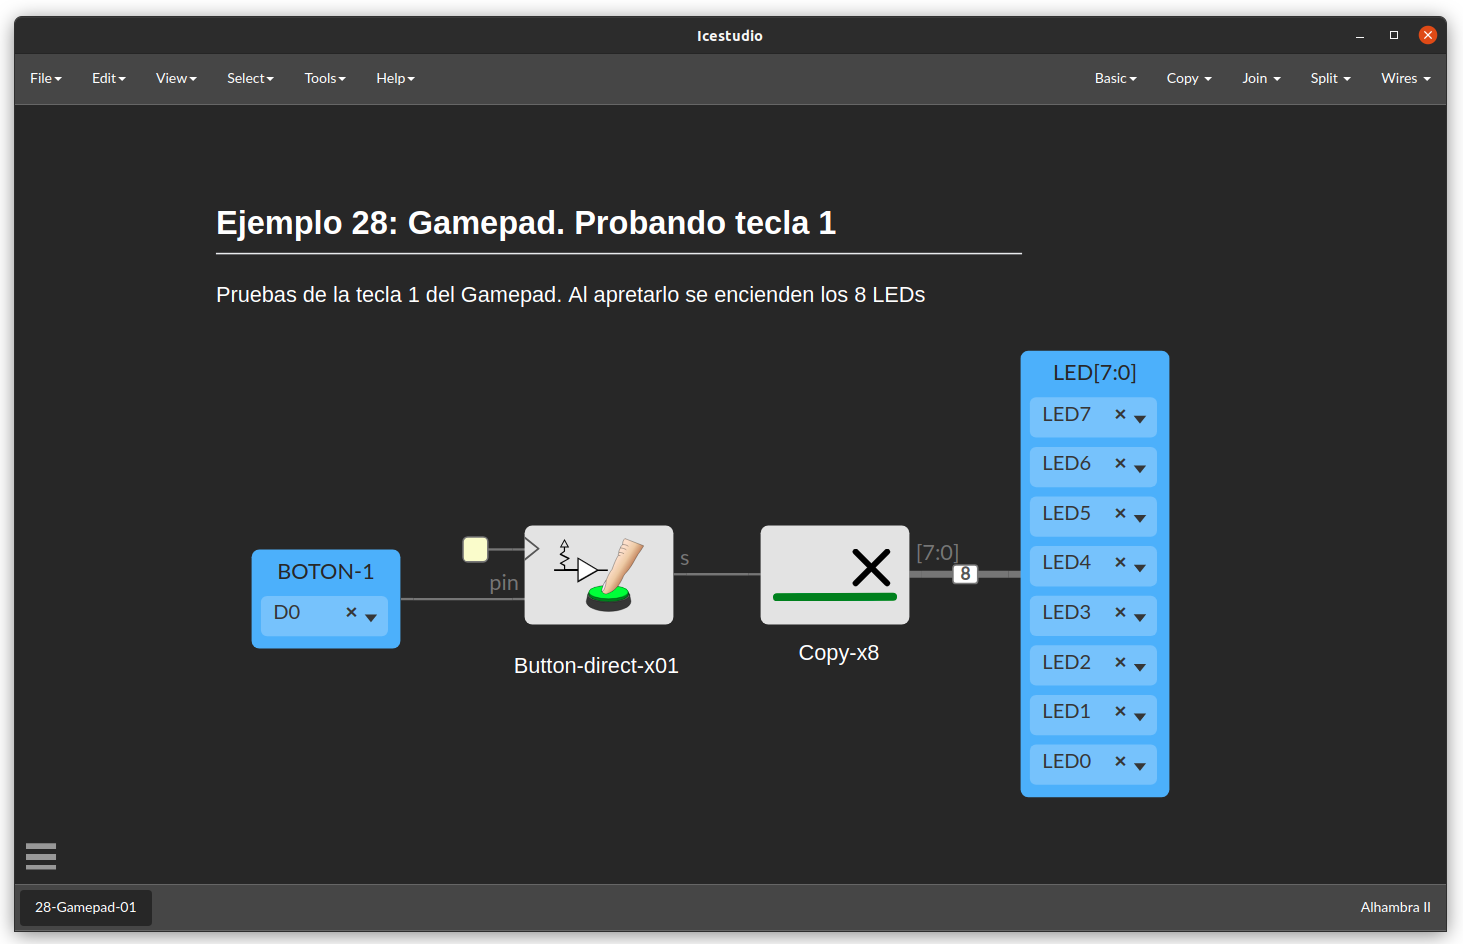 Icestudio
File Edit View Select Tools Help Basic Copy Join Split Wires
Ejemplo 28: Gamepad. Probando tecla 1
Pruebas de la tecla 1 del Gamepad. Al apretarlo se encienden los 8 LEDs
BOTON-1
D0
pin
s
Button-direct-x01
Copy-x8
[7:0]
8
LED[7:0]
LED7
LED6
LED5
LED4
LED3
LED2
LED1
LED0
28-Gamepad-01
Alhambra II